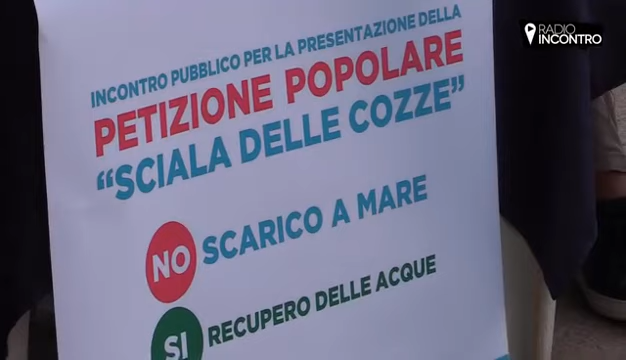 RADIO
INCONTRO
INCONTRO PUBBLICO PER LA PRESENTAZIONE DELLA
PETIZIONE POPOLARE
“SCIALA DELLE COZZE”
NO SCARICO A MARE
SI RECUPERO DELLE ACQUE